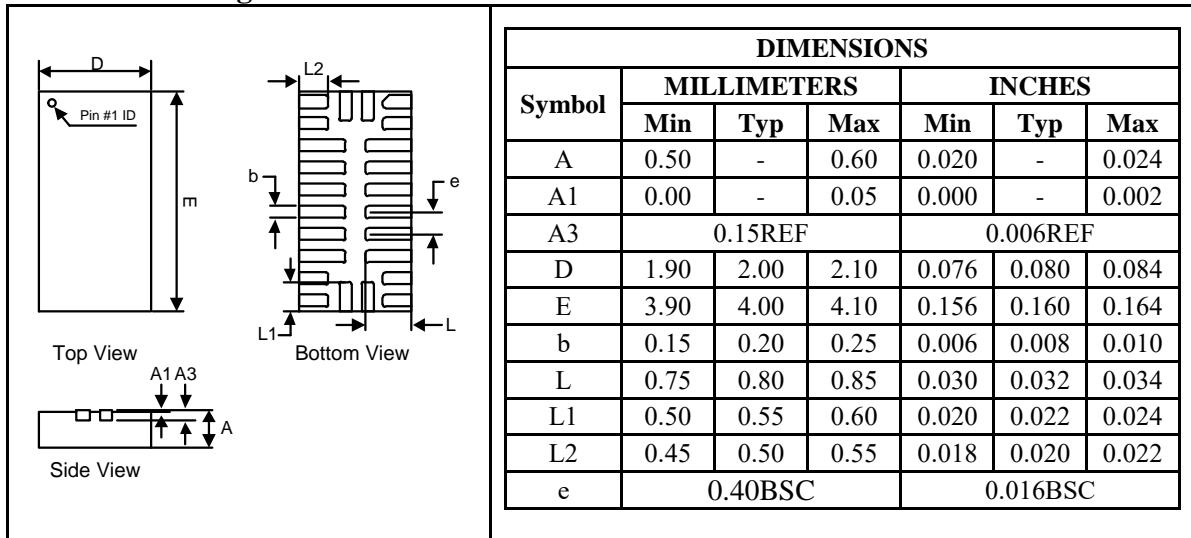 D
Pin #1 ID
E
Top View
A1 A3
A
Side View
L2
b
e
L1
L
Bottom View
DIMENSIONS
Symbol MILLIMETERS INCHES
Min Typ Max Min Typ Max
A 0.50 - 0.60 0.020 - 0.024
A1 0.00 - 0.05 0.000 - 0.002
A3 0.15REF 0.006REF
D 1.90 2.00 2.10 0.076 0.080 0.084
E 3.90 4.00 4.10 0.156 0.160 0.164
b 0.15 0.20 0.25 0.006 0.008 0.010
L 0.75 0.80 0.85 0.030 0.032 0.034
L1 0.50 0.55 0.60 0.020 0.022 0.024
L2 0.45 0.50 0.55 0.018 0.020 0.022
e 0.40BSC 0.016BSC